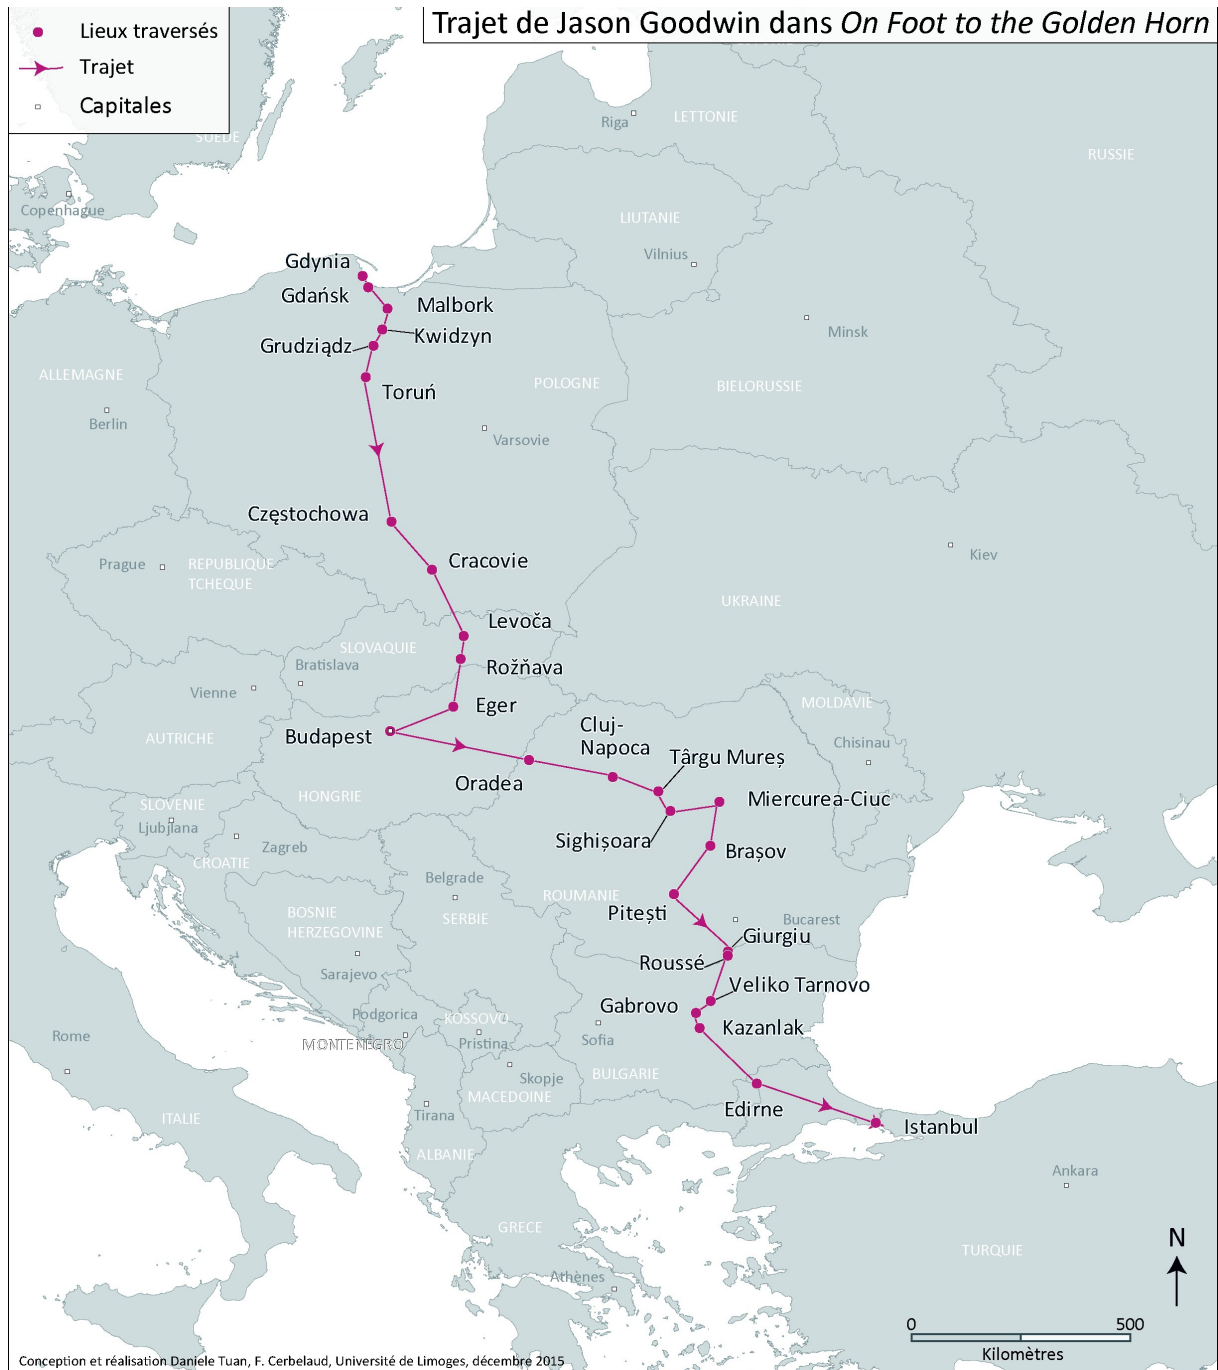 Trajet de Jason Goodwin dans On Foot to the Golden Horn
Lieux traversés
Trajet
Capitales
SUEDE
Riga
LETTONIE
RUSSIE
Copenhague
LIUTANIE
Vilnius
Gdynia
Gdańsk
Malbork
Kwidzyn
Grudziądz
Minsk
ALLEMAGNE
POLOGNE
BIELORUSSIE
Toruń
Berlin
Varsovie
Częstochowa
Kiev
Prague
REPUBLIQUE
TCHEQUE
Cracovie
UKRAINE
Levoča
SLOVAQUIE
Bratislava
Rožňava
Vienne
Eger
MOLDAVIE
Cluj-
Napoca
Budapest
AUTRICHE
Chisinau
Târgu Mureș
Oradea
HONGRIE
Miercurea-Ciuc
SLOVENIE
Ljubjlana
Sighișoara
Zagreb
CROATIE
Brașov
Belgrade
ROUMANIE
BOSNIE
HERZEGOVINE
SERBIE
Pitești
Bucarest
Giurgiu
Roussé
Sarajevo
Veliko Tarnovo
Gabrovo
Podgorica
KOSSOVO
Kazanlak
Rome
MONTENEGRO
Pristina
Sofia
Skopje
BULGARIE
MACEDOINE
Edirne
Tirana
ITALIE
Istanbul
ALBANIE
Ankara
GRECE
TURQUIE
N
Athènes
0 500
Kilomètres
Conception et réalisation Daniele Tuan, F. Cerbelaud, Université de Limoges, décembre 2015